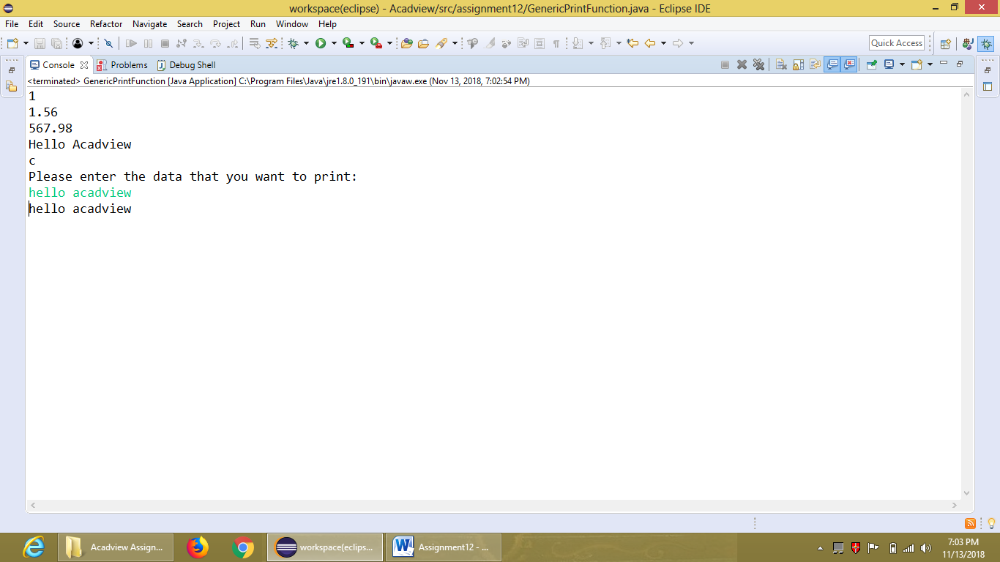 workspace(eclipse) - Acadview/src/assignment12/GenericPrintFunction.java - Eclipse IDE
File Edit Source Refactor Navigate Search Project Run Window Help
Quick Access
Console Problems Debug Shell
<terminated> GenericPrintFunction [Java Application] C:\Program Files\Java\jre1.8.0_191\bin\javaw.exe (Nov 13, 2018, 7:02:54 PM)
1
1.56
567.98
Hello Acadview
c
Please enter the data that you want to print:
hello acadview
hello acadview
Acadview Assign... workspace(eclips... Assignment12 - ...
7:03 PM
11/13/2018